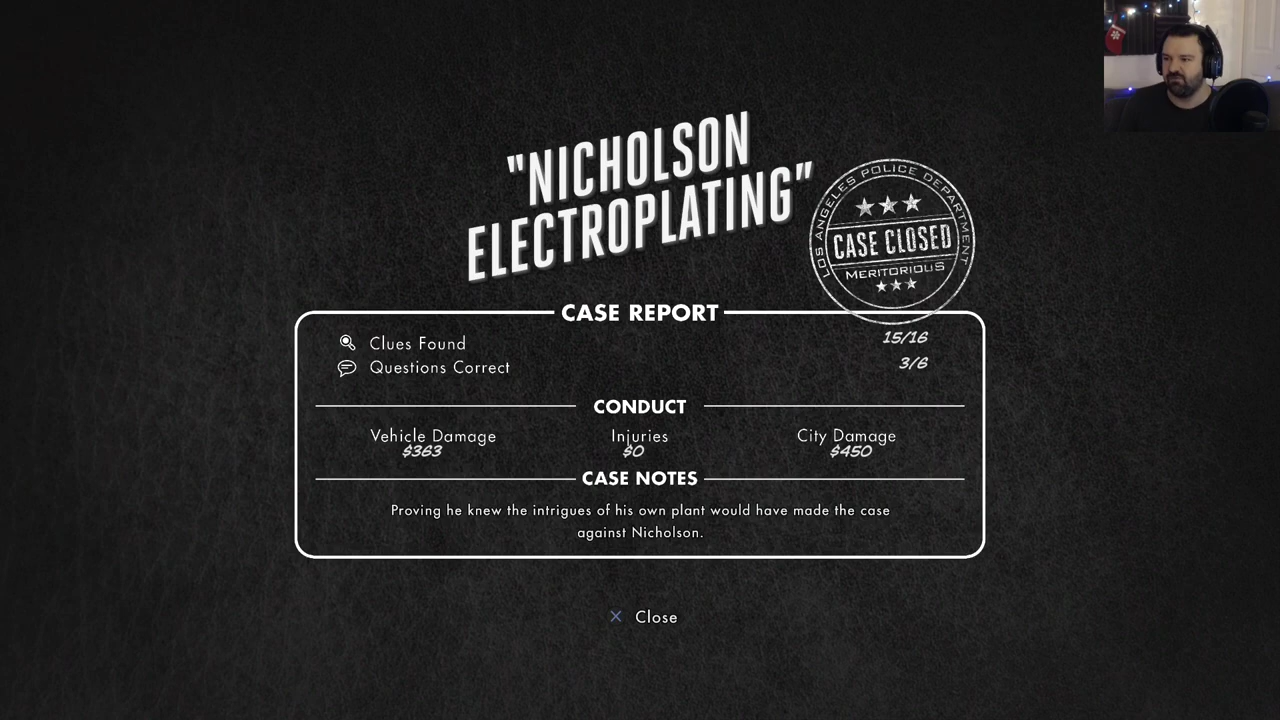 "NICHOLSON
ELECTROPLATING"
LOS ANGELES POLICE DEPARTMENT
CASE CLOSED
MERITORIOUS
CASE REPORT
Clues Found 15/16
Questions Correct 3/6
CONDUCT
Vehicle Damage Injuries City Damage
$363 $0 $450
CASE NOTES
Proving he knew the intrigues of his own plant would have made the case
against Nicholson.
X Close